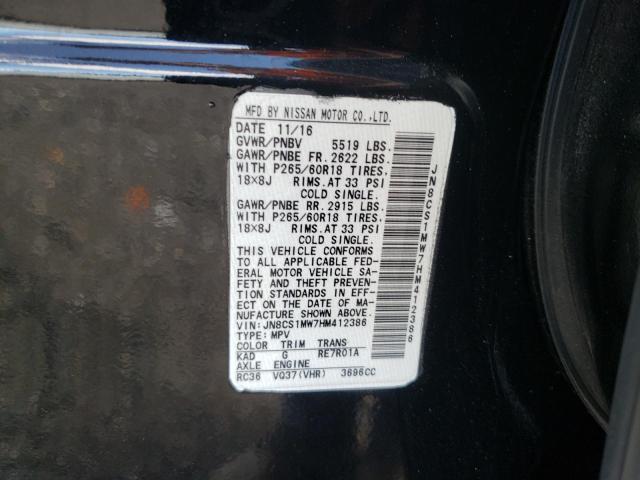 MFD BY NISSAN MOTOR CO.,LTD.
DATE 11/16
GVWR/PNBV 5519 LBS.
GAWR/PNBE FR. 2622 LBS.
WITH P265/60R18 TIRES,
18X8J RIMS.AT 33 PSI
COLD SINGLE.
GAWR/PNBE RR. 2915 LBS.
WITH P265/60R18 TIRES,
18X8J RIMS.AT 33 PSI
COLD SINGLE.
THIS VEHICLE CONFORMS
TO ALL APPLICABLE FED-
ERAL MOTOR VEHICLE SA-
FETY AND THEFT PREVEN-
TION STANDARDS IN EFF-
ECT ON THE DATE OF MA-
NUFACTURE SHOWN ABOVE.
VIN:JN8CS1MW7HM412386
TYPE:MPV
COLOR TRIM TRANS
KAD G RE7R01A
AXLE ENGINE
RC36 VQ37(VHR) 3696CC
JN8CS1MW7HM412386